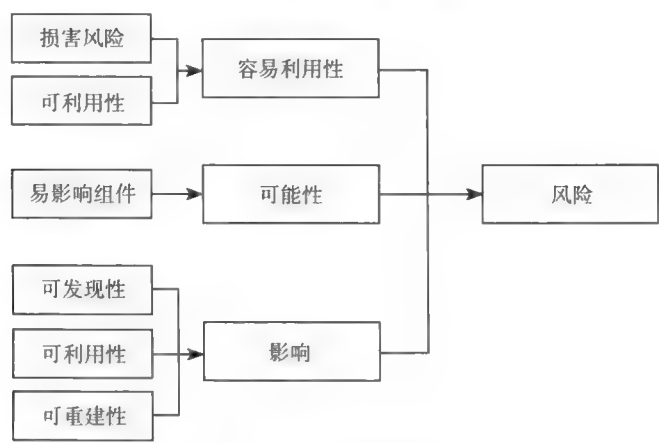 损害风险
可利用性
容易利用性
易影响组件
可能性
风险
可发现性
可利用性
可重建性
影响